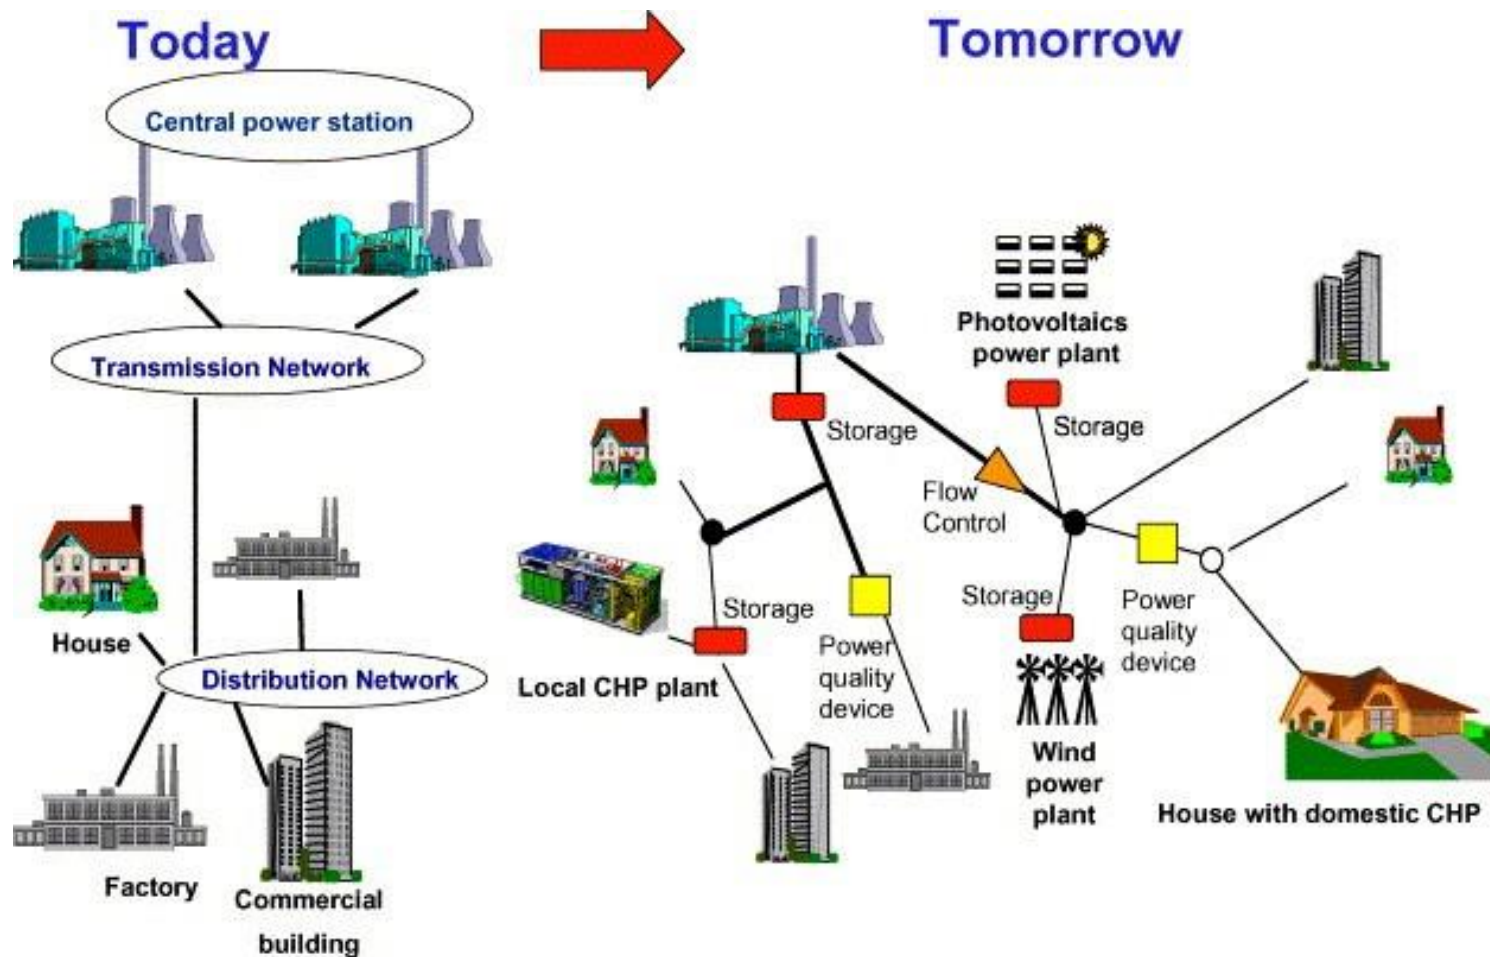 Today
Tomorrow
Central power station
Transmission Network
House
Distribution Network
Factory
Commercial
building
Photovoltaics
power plant
Storage
Storage
Flow
Control
Storage
Local CHP plant
Power
quality
device
Storage
Wind
power
plant
Power
quality
device
House with domestic CHP